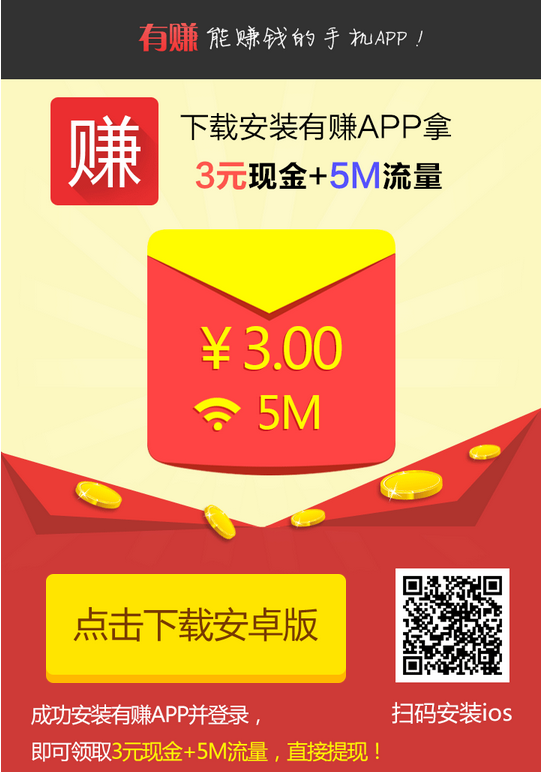 有赚 能赚钱的手机APP！
赚
下载安装有赚APP拿
3元现金+5M流量
￥3.00
5M
点击下载安卓版
成功安装有赚APP并登录，
扫码安装ios
即可领取3元现金+5M流量，直接提现！